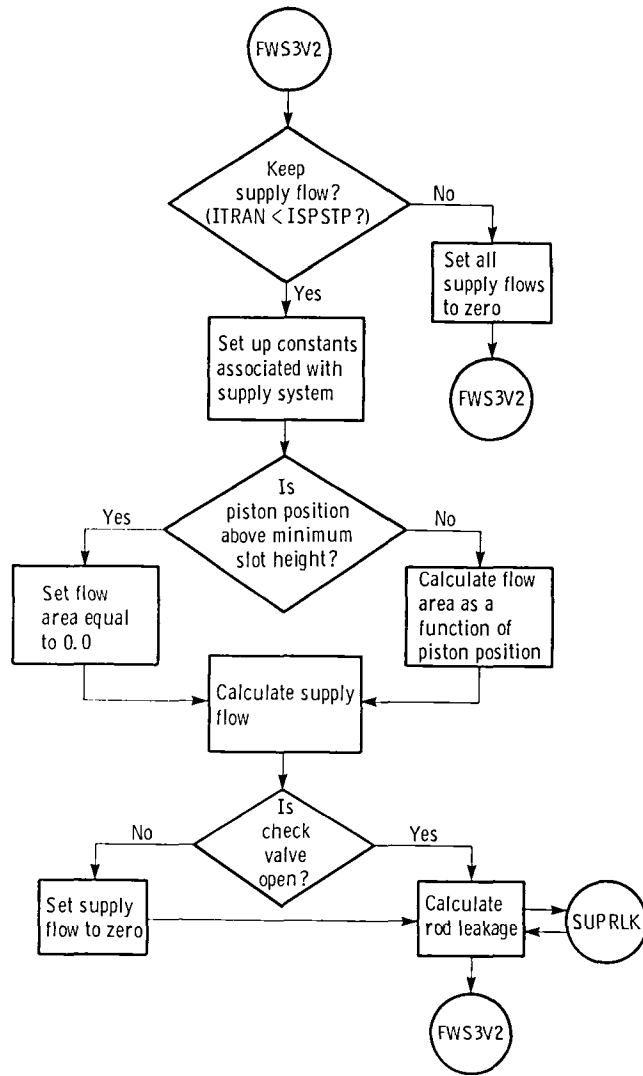 FWS3V2
Keep
supply flow?
(ITRAN < ISPSTP?)
No
Set all
supply flows
to zero
FWS3V2
Yes
Set up constants
associated with
supply system
Is
piston position
above minimum
slot height?
Yes
No
Set flow
area equal
to 0.0
Calculate flow
area as a
function of
piston position
Calculate supply
flow
Is
check
valve
open?
No
Yes
Set supply
flow to zero
Calculate
rod leakage
SUPRLK
FWS3V2